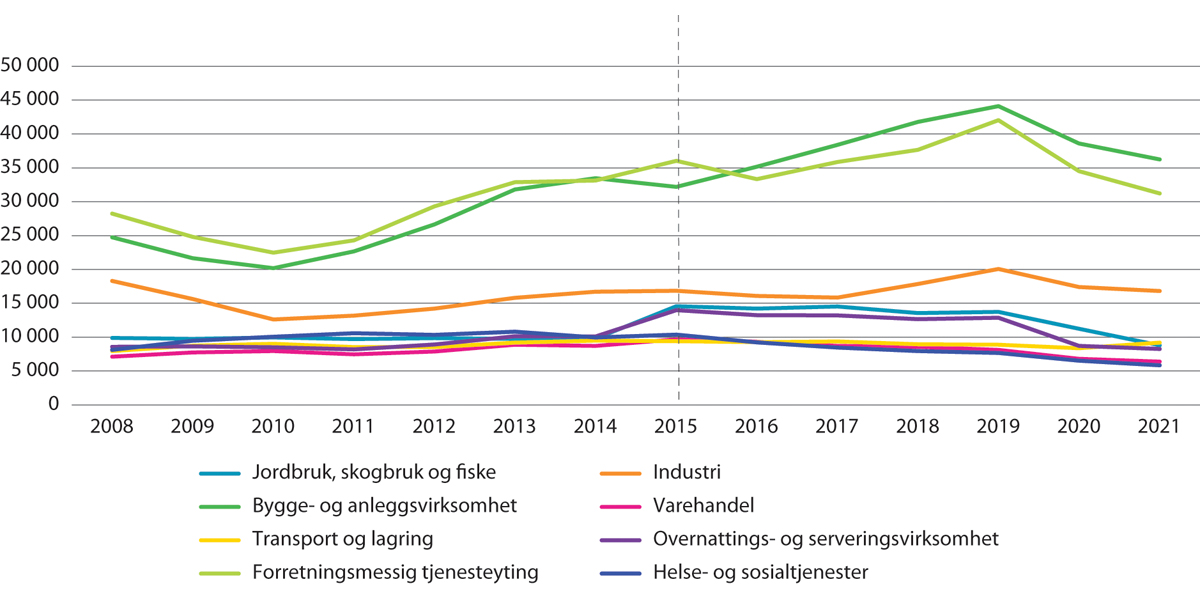 50 000
45 000
40 000
35 000
30 000
25 000
20 000
15 000
10 000
5 000
0
2008 2009 2010 2011 2012 2013 2014 2015 2016 2017 2018 2019 2020 2021
Jordbruk, skogbruk og fiske Industri
Bygge- og anleggsvirksomhet Varehandel
Transport og lagring Overnattings- og serveringsvirksomhet
Forretningsmessig tjenesteyting Helse- og sosialtjenester